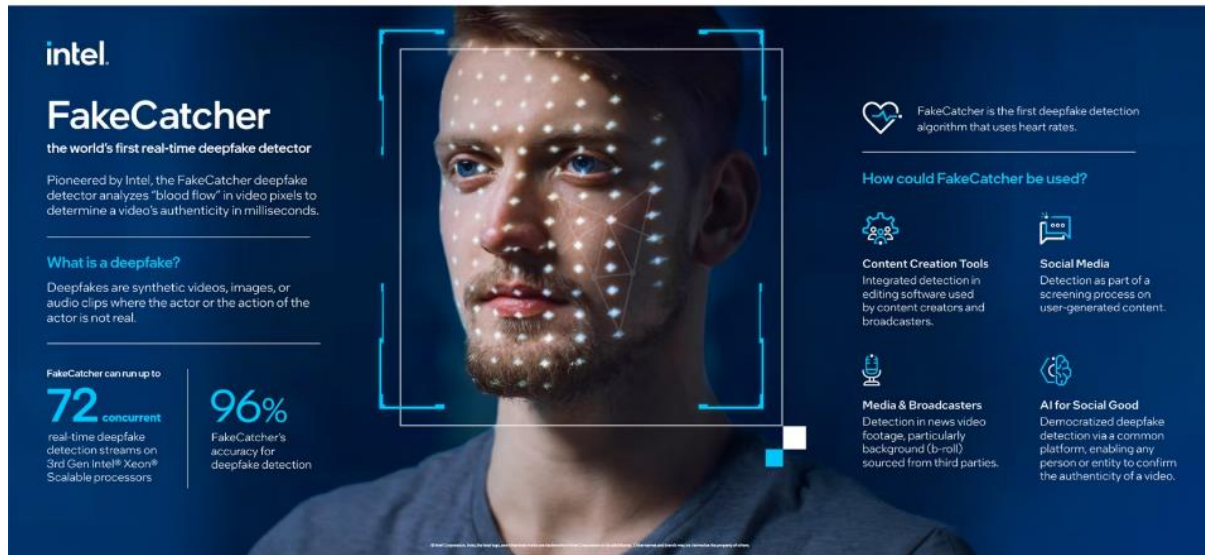 intel.
FakeCatcher
the world's first real-time deepfake detector
Pioneered by Intel, the FakeCatcher deepfake
detector analyzes "blood flow" in video pixels to
determine a video's authenticity in milliseconds.
What is a deepfake?
Deepfakes are synthetic videos, images, or
audio clips where the actor or the action of the
actor is not real.
FakeCatcher can run up to
72 concurrent
real-time deepfake
detection streams on
3rd Gen Intel® Xeon®
Scalable processors
96%
FakeCatcher's
accuracy for
deepfake detection
FakeCatcher is the first deepfake detection
algorithm that uses heart rates.
How could FakeCatcher be used?
Content Creation Tools
Integrated detection in
editing software used
by content creators and
broadcasters.
Social Media
Detection as part of a
screening process on
user-generated content.
Media & Broadcasters
Detection in news video
footage, particularly
background (b-roll)
sourced from third parties.
AI for Social Good
Democratized deepfake
detection via a common
platform, enabling any
person or entity to confirm
the authenticity of a video.